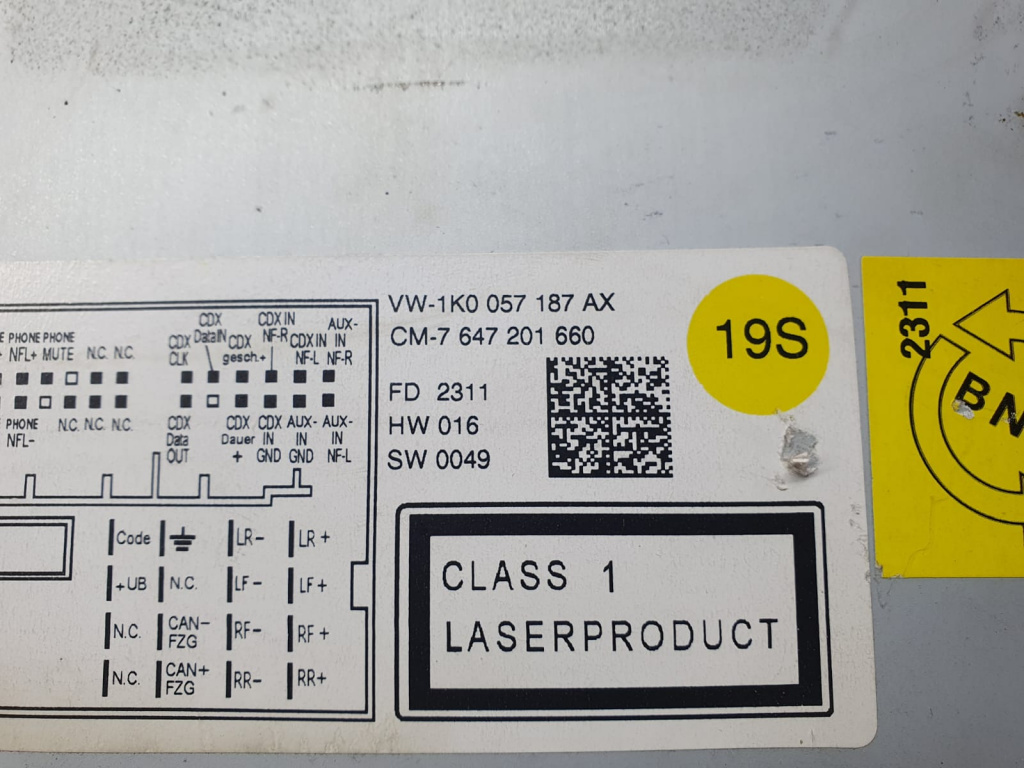 VW-1K0 057 187 AX
CM-7 647 201 660
FD 2311
HW 016
SW 0049
19S
2311
BN
CLASS 1
LASERPRODUCT
PHONE PHONE
NFL+ MUTE N.C. N.C.
CDX CLK
CDX DataIN
CDX gesch.+
CDX IN NF-R
CDX IN NF-L
AUX-IN NF-R
PHONE NFL-
N.C. N.C. N.C.
CDX Data OUT
CDX Dauer +
CDX IN GND
AUX-IN GND
AUX-IN NF-L
Code LR- LR+
+UB N.C. LF- LF+
N.C. CAN- FZG RF- RF+
N.C. CAN+ FZG RR- RR+